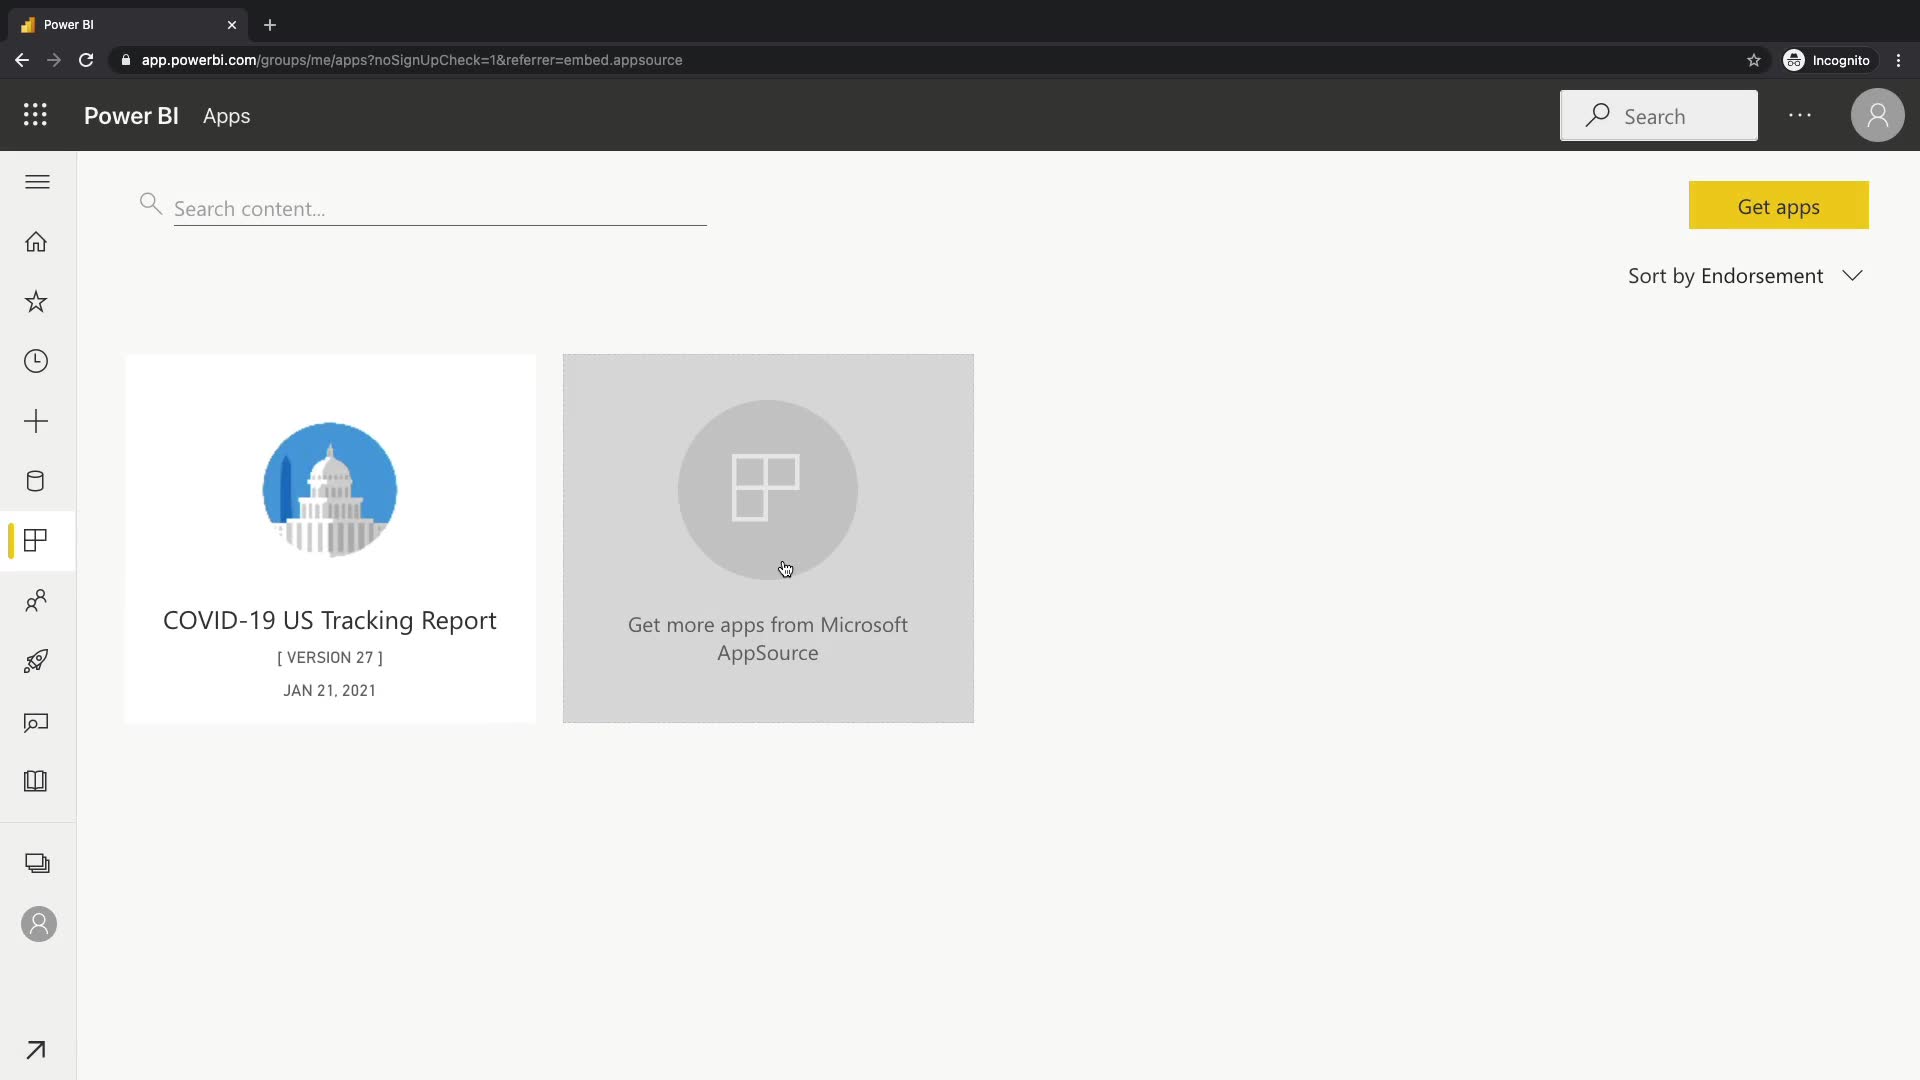 Power BI
app.powerbi.com/groups/me/apps?noSignUpCheck=1&referrer=embed.appsource
Incognito
Power BI Apps
Search
Search content...
Get apps
Sort by Endorsement
COVID-19 US Tracking Report
[ VERSION 27 ]
JAN 21, 2021
Get more apps from Microsoft
AppSource